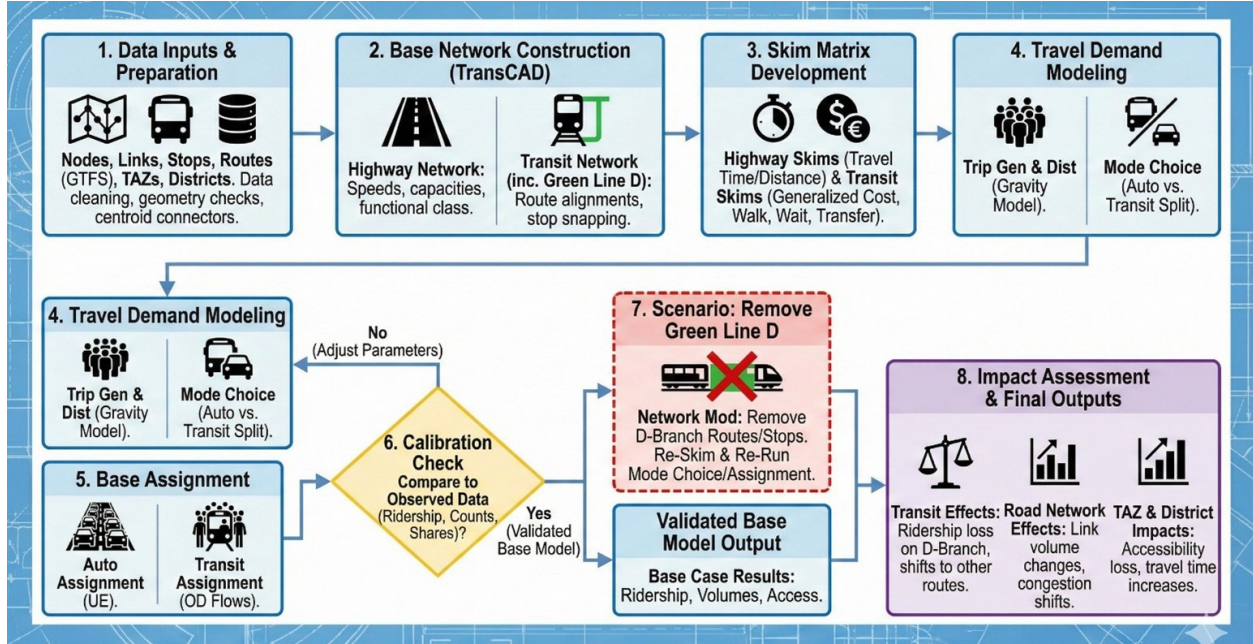 1. Data Inputs &
Preparation
Nodes, Links, Stops, Routes
(GTFS), TAZs, Districts. Data
cleaning, geometry checks,
centroid connectors.
2. Base Network Construction
(TransCAD)
Highway Network:
Speeds, capacities,
functional class.
Transit Network
(inc. Green Line D):
Route alignments,
stop snapping.
3. Skim Matrix
Development
$
€
Highway Skims (Travel
Time/Distance) & Transit
Skims (Generalized Cost,
Walk, Wait, Transfer).
4. Travel Demand
Modeling
Trip Gen & Dist
(Gravity
Model).
Mode Choice
(Auto vs.
Transit Split).
4. Travel Demand Modeling
Trip Gen &
Dist (Gravity
Model).
Mode Choice
(Auto vs.
Transit Split).
5. Base Assignment
Auto
Assignment
(UE).
Transit
Assignment
(OD Flows).
No
(Adjust Parameters)
6. Calibration
Check
Compare to
Observed Data
(Ridership, Counts,
Shares)?
Yes
(Validated
Base Model)
7. Scenario: Remove
Green Line D
Network Mod: Remove
D-Branch Routes/Stops.
Re-Skim & Re-Run
Mode Choice/Assignment.
Validated Base
Model Output
Base Case Results:
Ridership, Volumes, Access.
8. Impact Assessment
& Final Outputs
Transit Effects:
Ridership loss
on D-Branch,
shifts to other
routes.
Road Network
Effects: Link
volume
changes,
congestion
shifts.
TAZ & District
Impacts:
Accessibility
loss, travel time
increases.